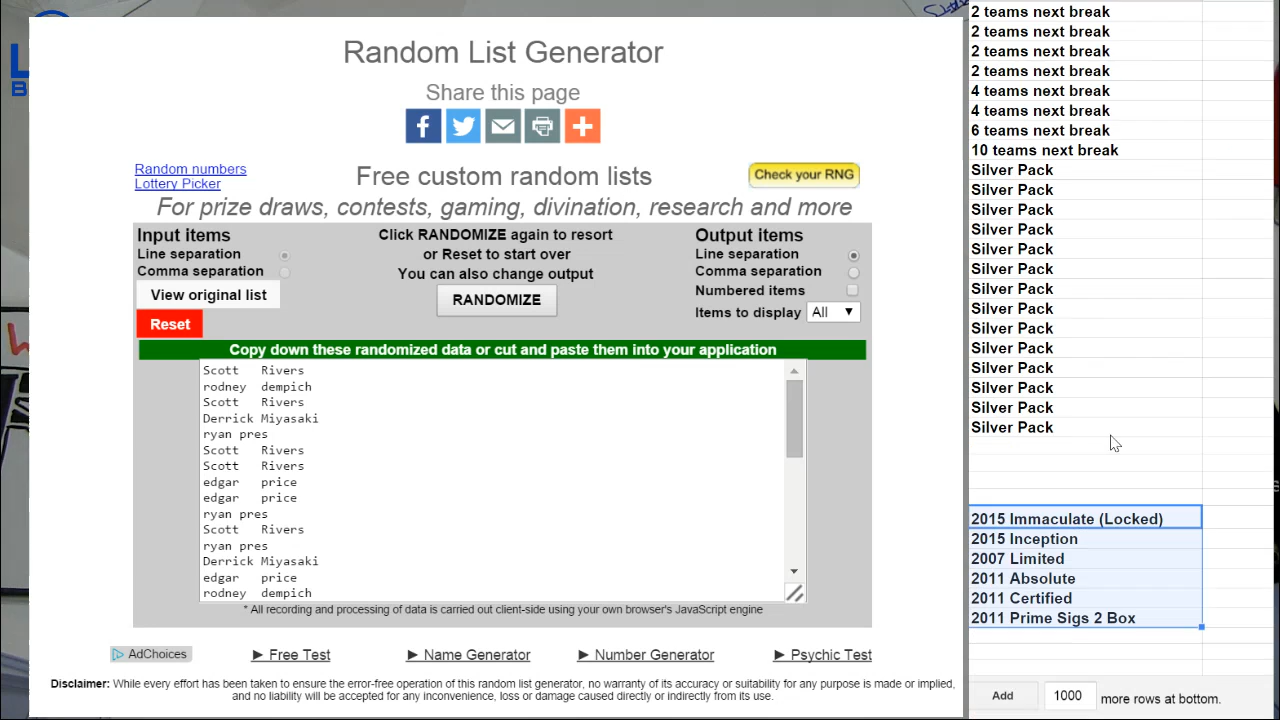 Random List Generator
Share this page
Random numbers
Lottery Picker
Free custom random lists
Check your RNG
For prize draws, contests, gaming, divination, research and more
Input items
Line separation
Comma separation
View original list
Reset
Click RANDOMIZE again to resort
or Reset to start over
You can also change output
RANDOMIZE
Output items
Line separation
Comma separation
Numbered items
Items to display All
Copy down these randomized data or cut and paste them into your application
Scott Rivers
rodney dempich
Scott Rivers
Derrick Miyasaki
ryan pres
Scott Rivers
Scott Rivers
edgar price
edgar price
ryan pres
Scott Rivers
ryan pres
Derrick Miyasaki
edgar price
rodney dempich
* All recording and processing of data is carried out client-side using your own browser's JavaScript engine
AdChoices
► Free Test
► Name Generator
► Number Generator
► Psychic Test
Disclaimer: While every effort has been taken to ensure the error-free operation of this random list generator, no warranty of its accuracy or suitability for any purpose is made or implied,
and no liability will be accepted for any inconvenience, loss or damage caused directly or indirectly from its use.
2 teams next break
2 teams next break
2 teams next break
2 teams next break
4 teams next break
4 teams next break
6 teams next break
10 teams next break
Silver Pack
Silver Pack
Silver Pack
Silver Pack
Silver Pack
Silver Pack
Silver Pack
Silver Pack
Silver Pack
Silver Pack
Silver Pack
Silver Pack
Silver Pack
Silver Pack
2015 Immaculate (Locked)
2015 Inception
2007 Limited
2011 Absolute
2011 Certified
2011 Prime Sigs 2 Box
Add 1000 more rows at bottom.